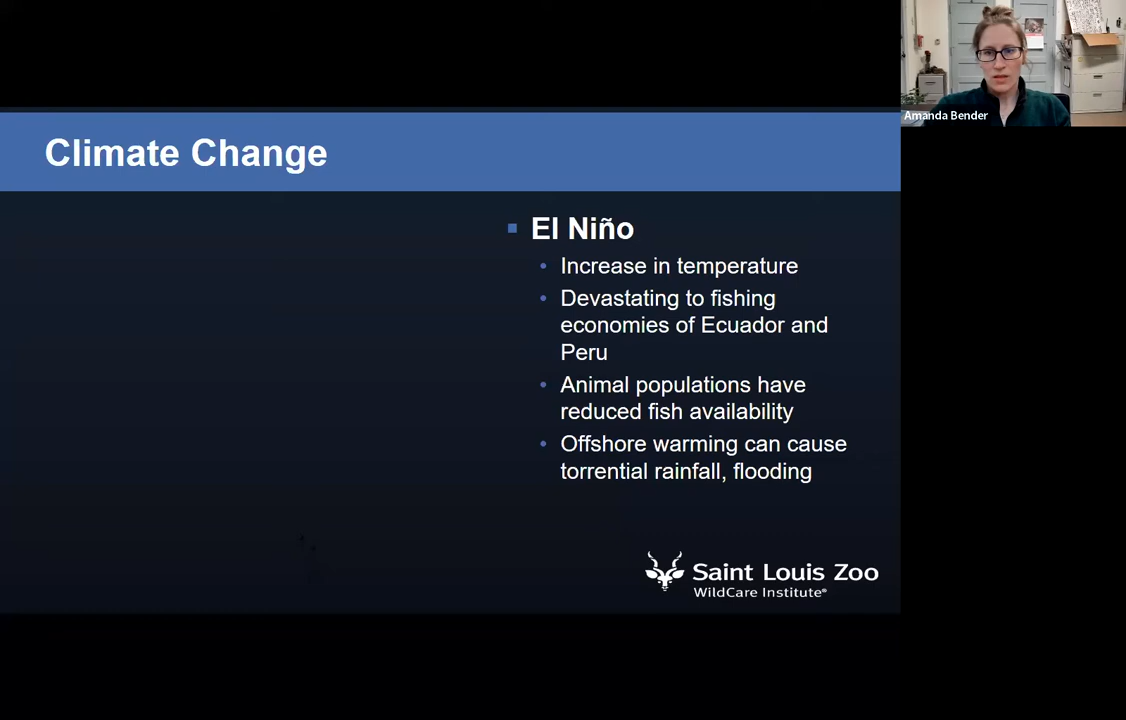 Amanda Bender
Climate Change
El Niño
Increase in temperature
Devastating to fishing
economies of Ecuador and
Peru
Animal populations have
reduced fish availability
Offshore warming can cause
torrential rainfall, flooding
Saint Louis Zoo
WildCare Institute®